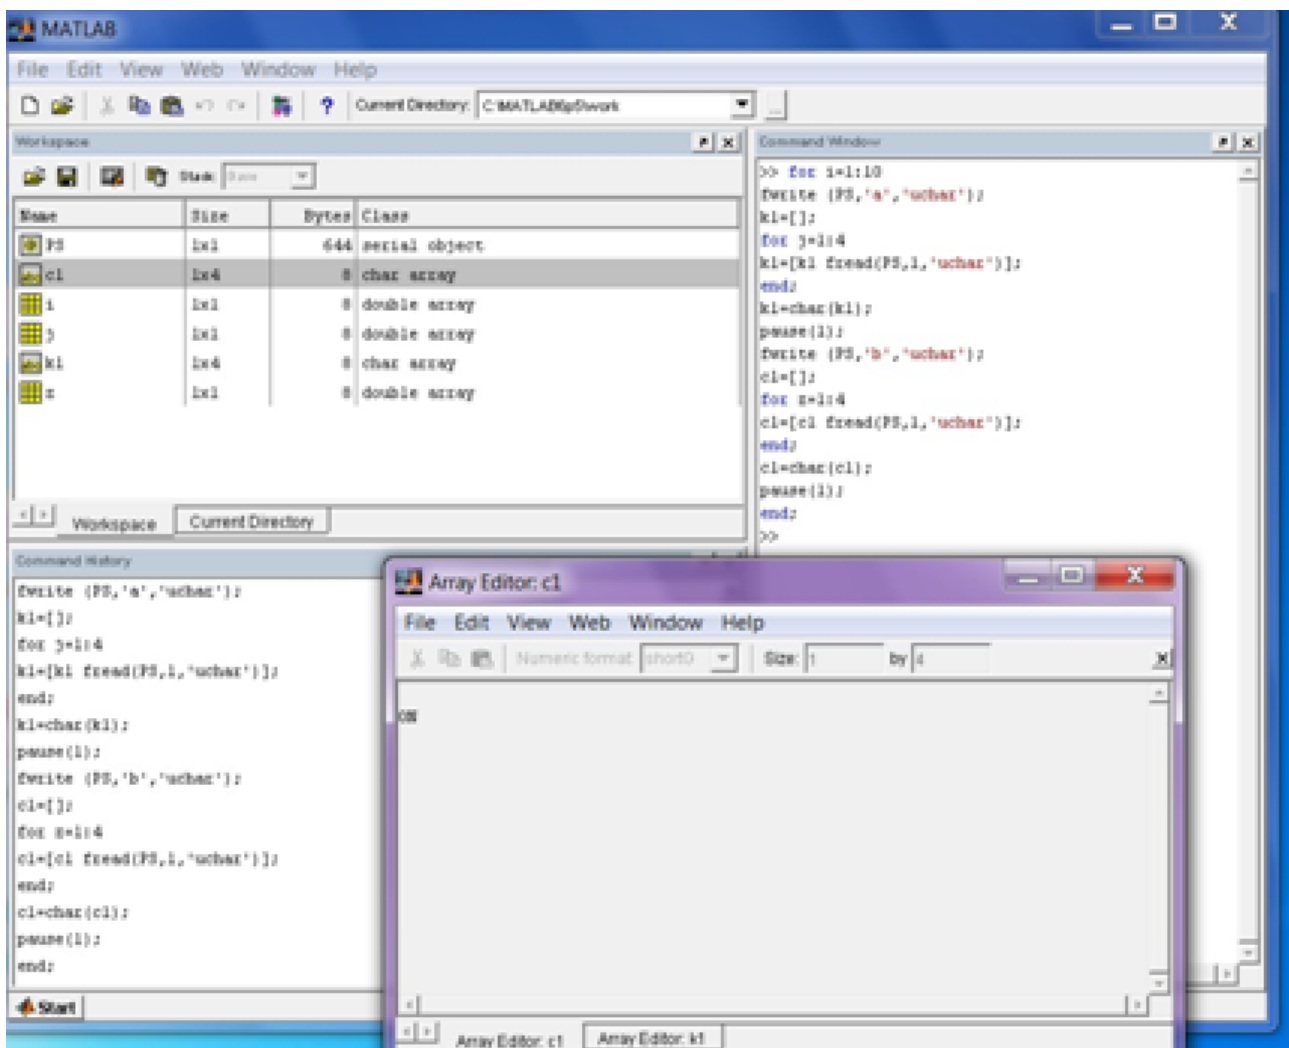 MATLAB
File Edit View Web Window Help
Current Directory: C:\MATLAB6p5\work
Workspace
Stack: Base
Name Size Bytes Class
PS 1x1 644 serial object
c1 1x4 8 char array
i 1x1 8 double array
j 1x1 8 double array
k1 1x4 8 char array
z 1x1 8 double array
Workspace Current Directory
Command Window
>> for i=1:10
fwrite (PS,'a','uchar');
k1=[];
for j=1:4
k1=[k1 fread(PS,1,'uchar')];
end;
k1=char(k1);
pause(1);
fwrite (PS,'b','uchar');
c1=[];
for z=1:4
c1=[c1 fread(PS,1,'uchar')];
end;
c1=char(c1);
pause(1);
end;
>>
Command History
fwrite (PS,'a','uchar');
k1=[];
for j=1:4
k1=[k1 fread(PS,1,'uchar')];
end;
k1=char(k1);
pause(1);
fwrite (PS,'b','uchar');
c1=[];
for z=1:4
c1=[c1 fread(PS,1,'uchar')];
end;
c1=char(c1);
pause(1);
end;
Start
Array Editor: c1
File Edit View Web Window Help
Numeric format: shortG Size: 1 by 4
ON
Array Editor: c1 Array Editor: k1